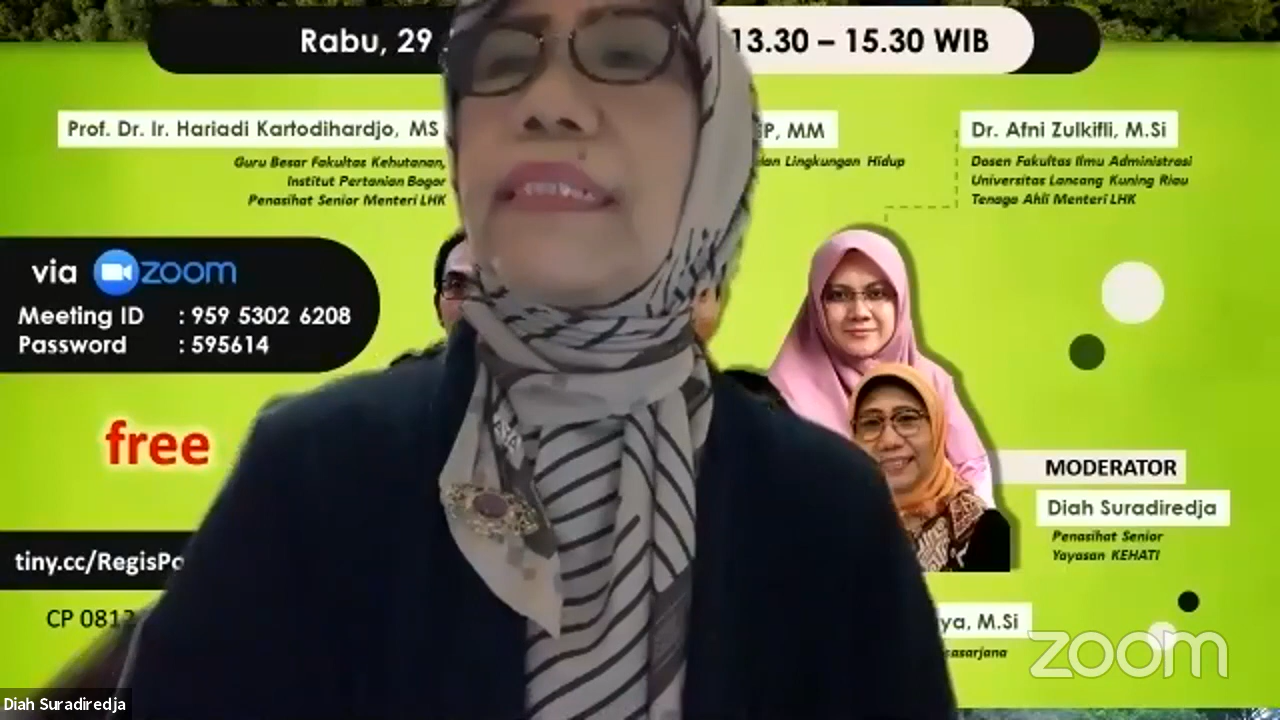 Rabu, 29
13.30 – 15.30 WIB
Prof. Dr. Ir. Hariadi Kartodihardjo, MS
Guru Besar Fakultas Kehutanan,
Institut Pertanian Bogor
Penasihat Senior Menteri LHK
IP, MM
dan Lingkungan Hidup
Dr. Afni Zulkifli, M.Si
Dosen Fakultas Ilmu Administrasi
Universitas Lancang Kuning Riau
Tenaga Ahli Menteri LHK
via zoom
Meeting ID : 959 5302 6208
Password : 595614
free
MODERATOR
Diah Suradiredja
Penasihat Senior
Yayasan KEHATI
tiny.cc/RegisPo
CP 0812
ya, M.Si
sasarjana
zoom
Diah Suradiredja